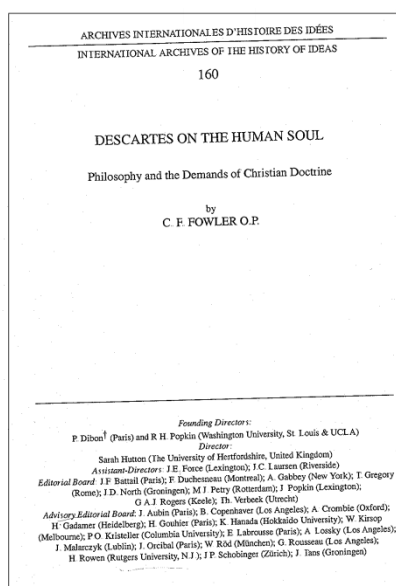 ARCHIVES INTERNATIONALES D'HISTOIRE DES IDÉES
INTERNATIONAL ARCHIVES OF THE HISTORY OF IDEAS
160
DESCARTES ON THE HUMAN SOUL
Philosophy and the Demands of Christian Doctrine
by
C. F. FOWLER O.P.
Founding Directors:
P. Dibon† (Paris) and R H. Popkin (Washington University, St. Louis & UCLA)
Director:
Sarah Hutton (The University of Hertfordshire, United Kingdom)
Assistant-Directors: J.E. Force (Lexington); J.C. Laursen (Riverside)
Editorial Board: J.F Battail (Paris); F. Duchesneau (Montreal); A. Gabbey (New York); T. Gregory
(Rome); J.D. North (Groningen); M J. Petry (Rotterdam); J. Popkin (Lexington);
G A.J. Rogers (Keele); Th. Verbeek (Utrecht)
Advisory Editorial Board: J. Aubin (Paris); B. Copenhaver (Los Angeles); A. Crombie (Oxford);
H. Gadamer (Heidelberg); H. Gouhier (Paris); K. Hanada (Hokkaido University); W. Kirsop
(Melbourne); P O. Kristeller (Columbia University); E. Labrousse (Paris); A. Lossky (Los Angeles);
J. Malarczyk (Lublin); J. Orcibal (Paris); W Röd (München); G. Rousseau (Los Angeles);
H. Rowen (Rutgers University, N.J ); J P. Schobinger (Zürich); J. Tans (Groningen)